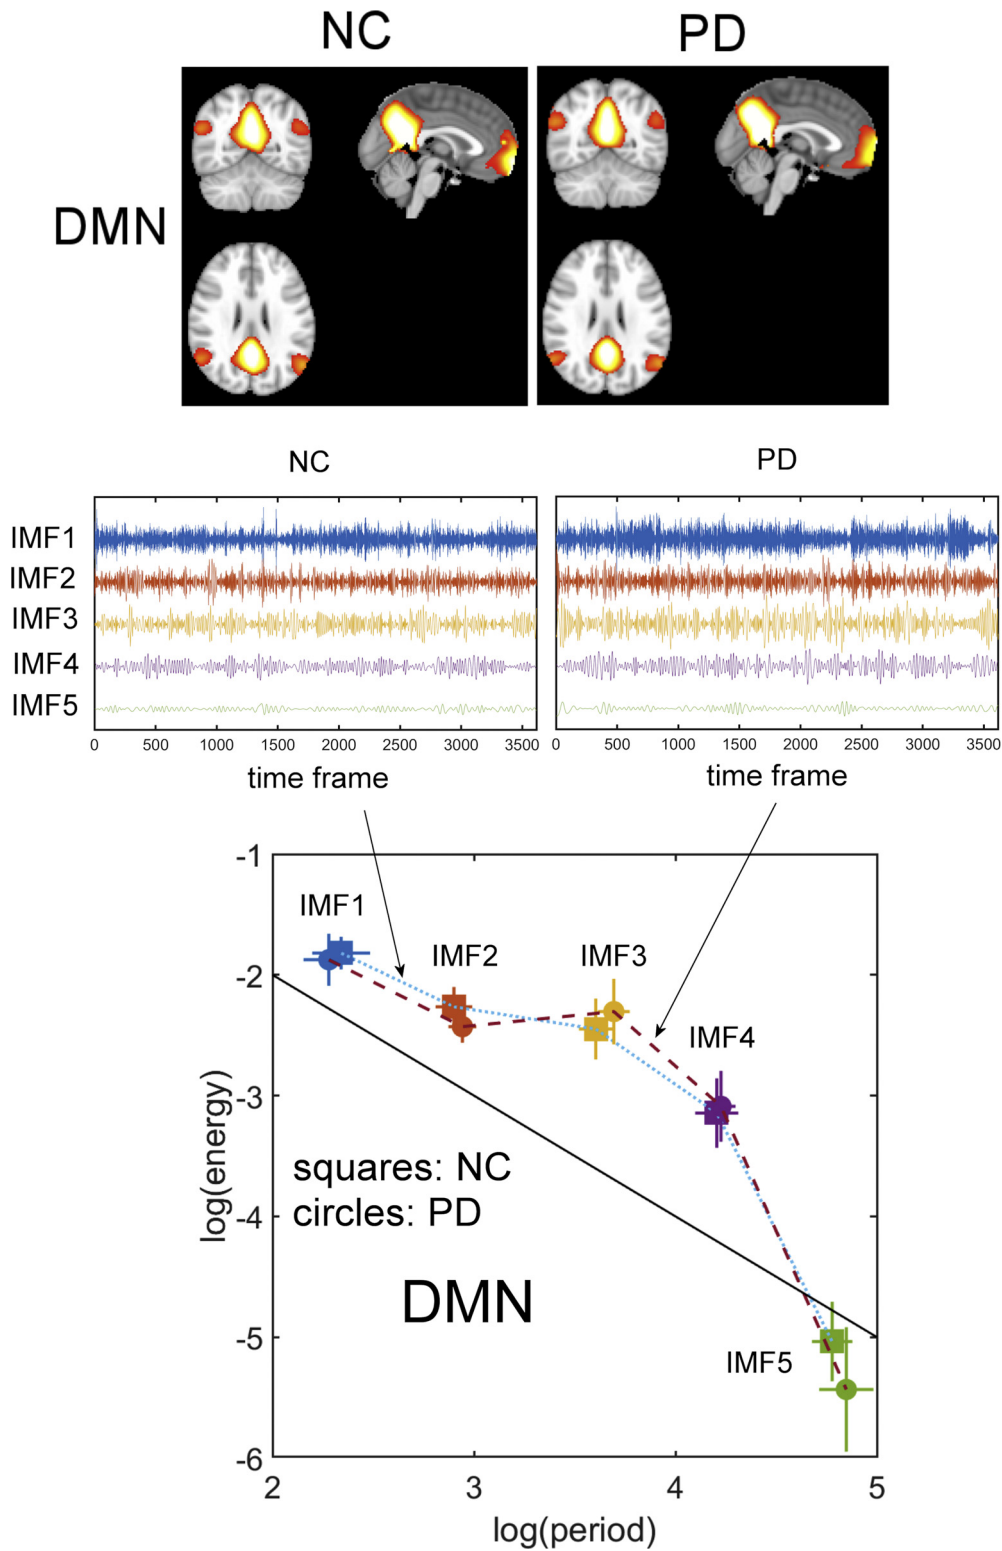 NC PD
DMN
NC PD
IMF1
IMF2
IMF3
IMF4
IMF5
0 500 1000 1500 2000 2500 3000 3500 0 500 1000 1500 2000 2500 3000 3500
time frame time frame
-1
IMF1
IMF2 IMF3
-2
IMF4
-3
log(energy)
squares: NC
circles: PD
-4
DMN
-5
IMF5
-6
2 3 4 5
log(period)